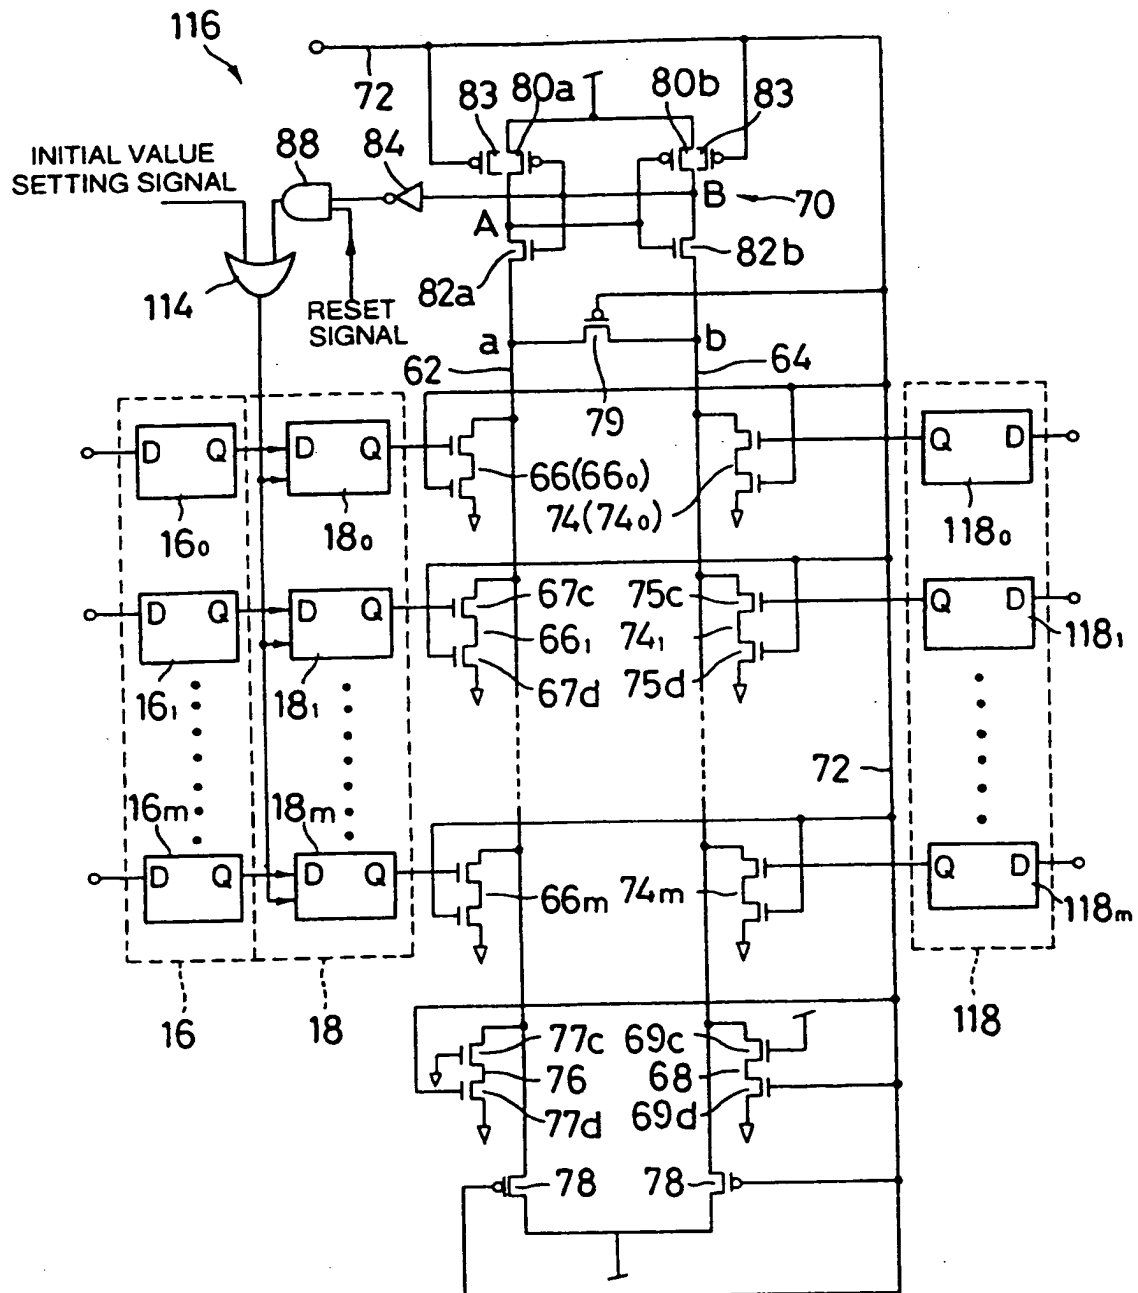 116
72
83 80a 80b 83
INITIAL VALUE
SETTING SIGNAL
88 84
B 70
A
82a 82b
114
RESET
SIGNAL
a b
62 64
79
D Q D Q Q D
66(66₀)
74(74₀)
16₀ 18₀ 118₀
67c 75c
D Q D Q Q D
66₁ 74₁
118₁
67d 75d
16₁ 18₁
72
16m 18m
D Q D Q Q D
66m 74m
118m
16 18 118
77c 69c
76 68
77d 69d
78 78